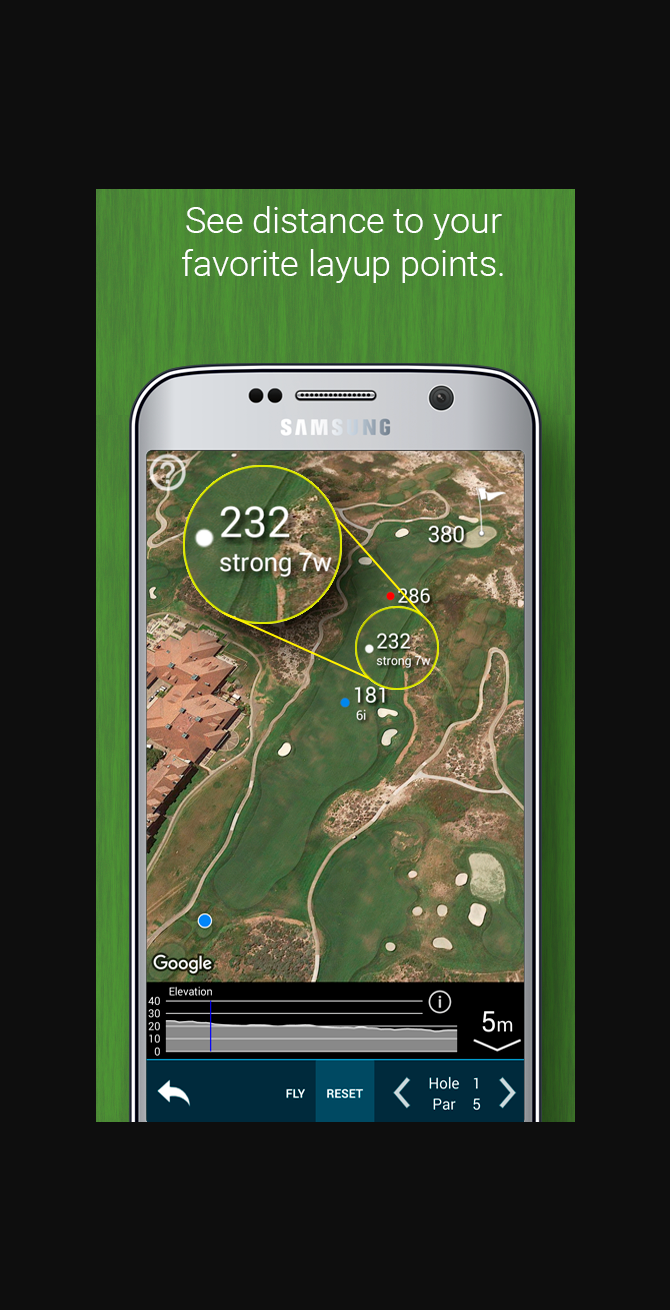 See distance to your
favorite layup points.
SAMSUNG
?
232
strong 7w
380
286
232
strong 7w
181
6i
Google
Elevation
40
30
20
10
0
i
5m
FLY
RESET
Hole 1
Par 5